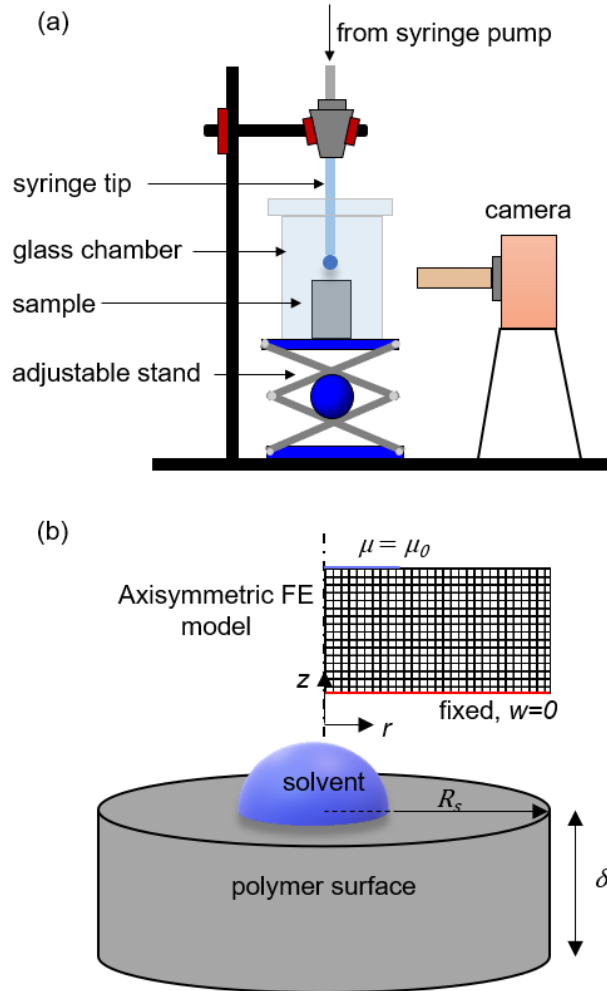 (a)
from syringe pump
syringe tip
camera
glass chamber
sample
adjustable stand
(b)
μ = μ₀
Axisymmetric FE
model
z
fixed, w=0
r
solvent
Rₛ
δ
polymer surface